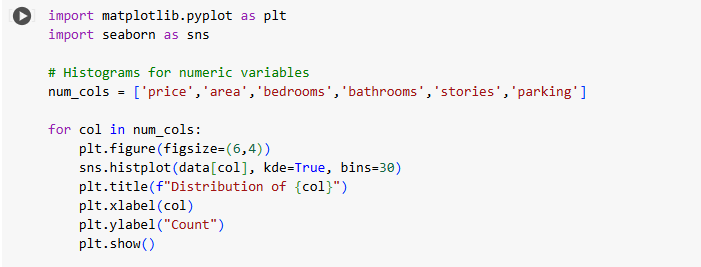 import matplotlib.pyplot as plt
import seaborn as sns

# Histograms for numeric variables
num_cols = ['price','area','bedrooms','bathrooms','stories','parking']

for col in num_cols:
    plt.figure(figsize=(6,4))
    sns.histplot(data[col], kde=True, bins=30)
    plt.title(f"Distribution of {col}")
    plt.xlabel(col)
    plt.ylabel("Count")
    plt.show()